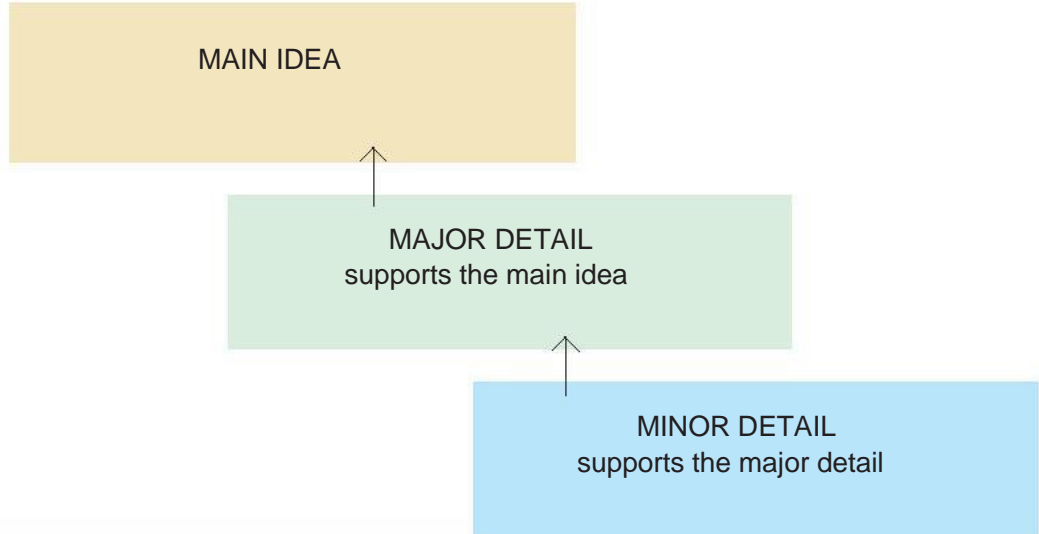 MAIN IDEA
MAJOR DETAIL
supports the main idea
MINOR DETAIL
supports the major detail